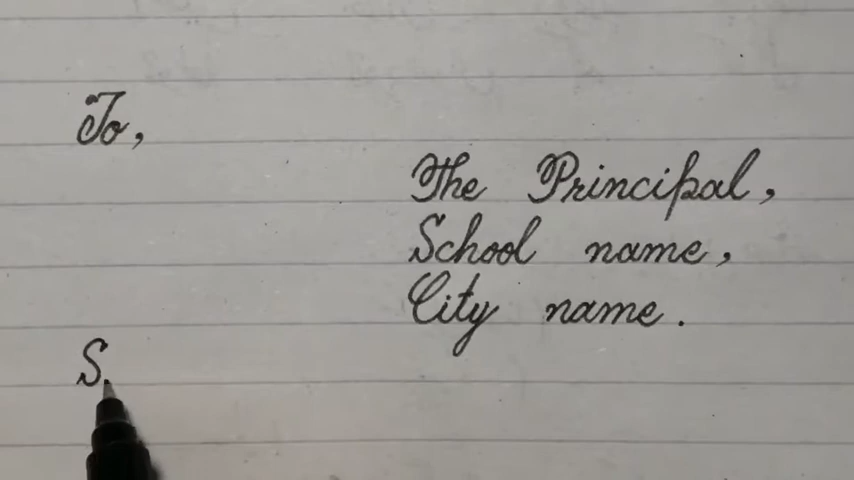 To,
The Principal,
School name,
City name.
S